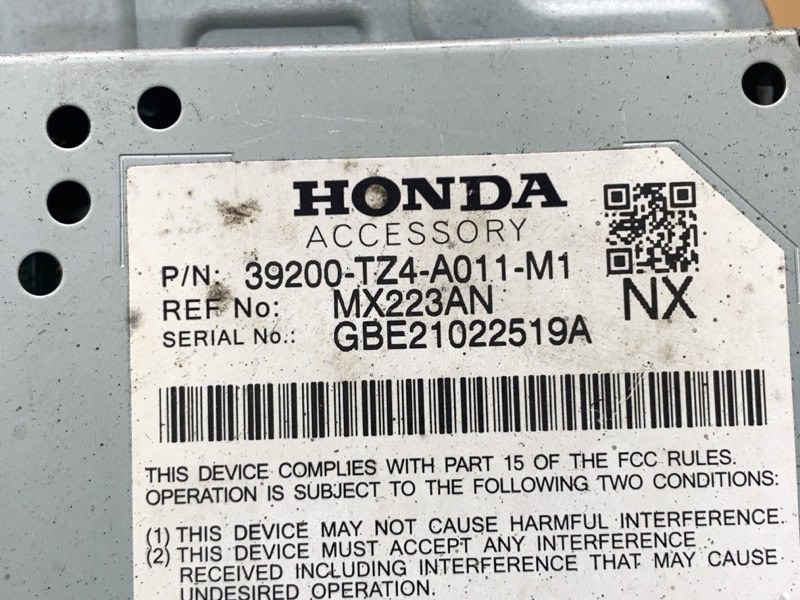 HONDA
ACCESSORY
P/N: 39200-TZ4-A011-M1
REF No: MX223AN
NX
SERIAL No.: GBE21022519A
THIS DEVICE COMPLIES WITH PART 15 OF THE FCC RULES.
OPERATION IS SUBJECT TO THE FOLLOWING TWO CONDITIONS:
(1) THIS DEVICE MAY NOT CAUSE HARMFUL INTERFERENCE.
(2) THIS DEVICE MUST ACCEPT ANY INTERFERENCE
RECEIVED INCLUDING INTERFERENCE THAT MAY CAUSE
UNDESIRED OPERATION.